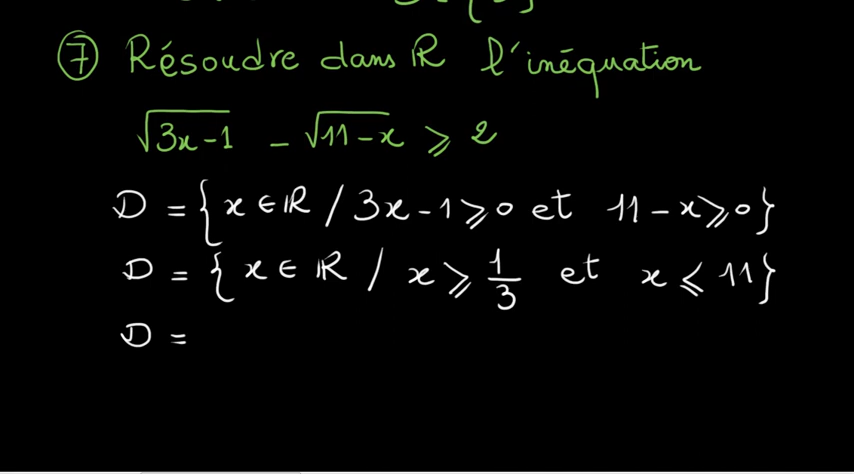 ⑦ Résoudre dans ℝ l'inéquation
√(3x-1) - √(11-x) ⩾ 2
D = {x ∈ ℝ / 3x-1 ⩾ 0 et 11-x ⩾ 0}
D = {x ∈ ℝ / x ⩾ 1/3 et x ⩽ 11}
D =